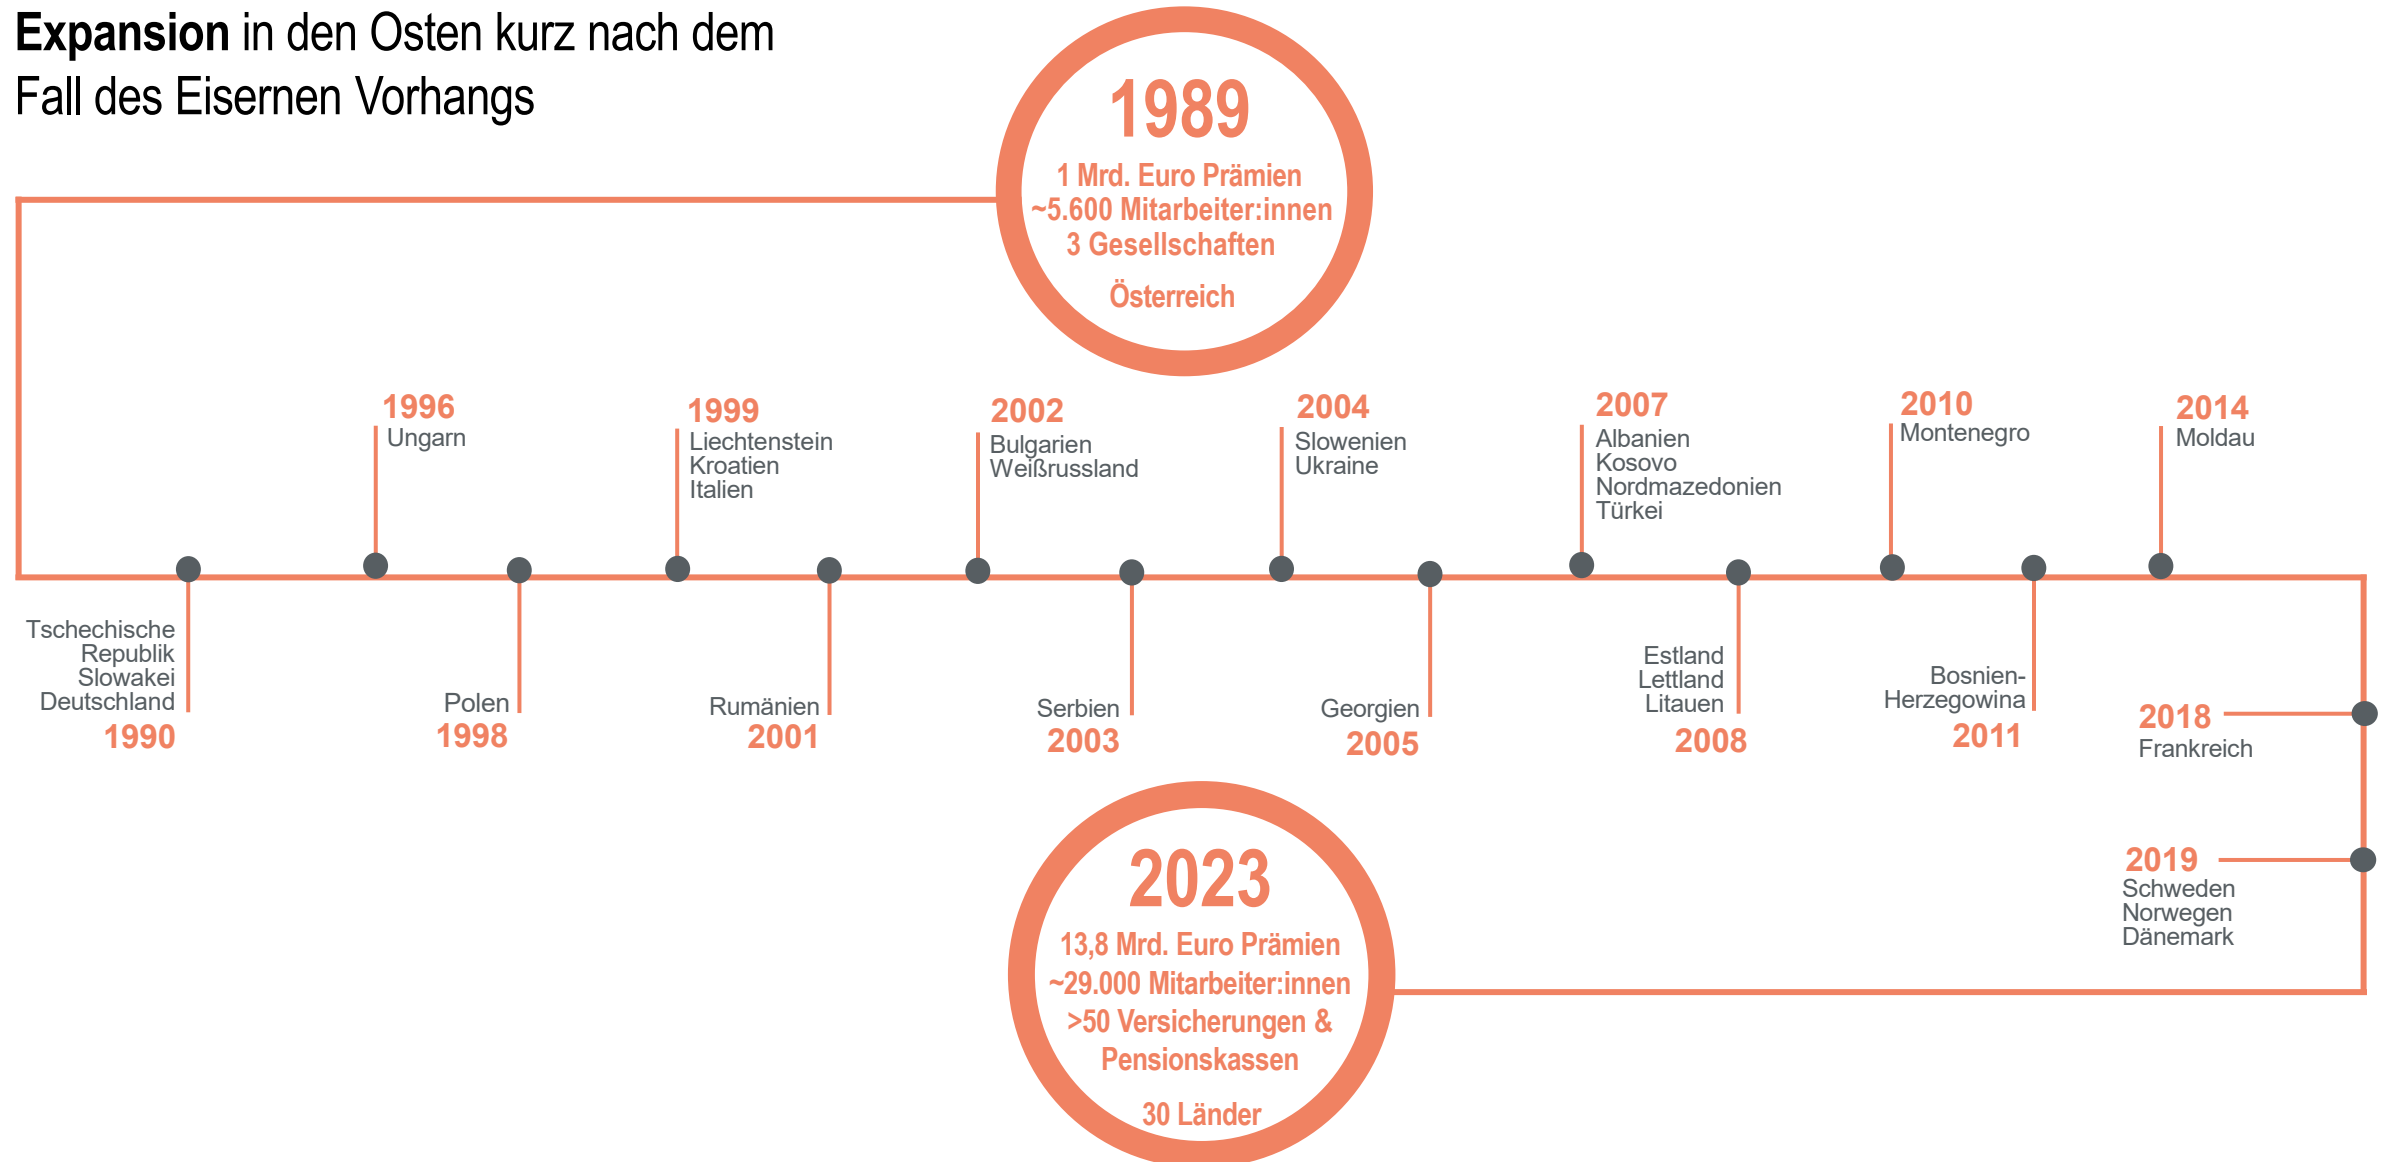 Expansion in den Osten kurz nach dem
Fall des Eisernen Vorhangs
1989
1 Mrd. Euro Prämien
~5.600 Mitarbeiter:innen
3 Gesellschaften
Österreich
1996
Ungarn
1999
Liechtenstein
Kroatien
Italien
2002
Bulgarien
Weißrussland
2004
Slowenien
Ukraine
2007
Albanien
Kosovo
Nordmazedonien
Türkei
2010
Montenegro
2014
Moldau
Tschechische
Republik
Slowakei
Deutschland
1990
Polen
1998
Rumänien
2001
Serbien
2003
Georgien
2005
Estland
Lettland
Litauen
2008
Bosnien-
Herzegowina
2011
2018
Frankreich
2019
Schweden
Norwegen
Dänemark
2023
13,8 Mrd. Euro Prämien
~29.000 Mitarbeiter:innen
>50 Versicherungen &
Pensionskassen
30 Länder